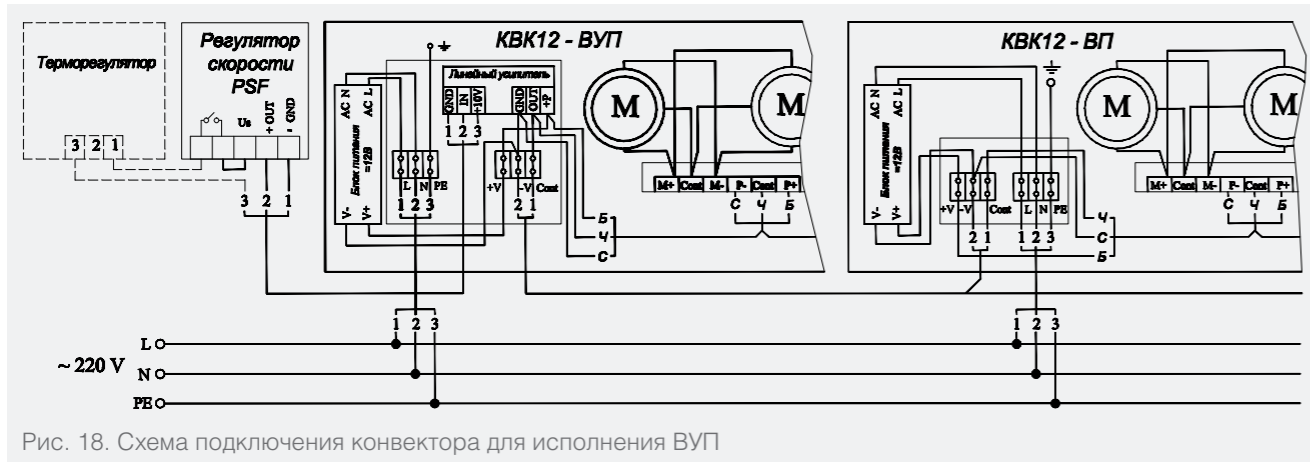 Терморегулятор
3 2 1
Регулятор
скорости
PSF
Us
+ OUT
- GND
3 2 1
КВК12 - ВУП
Блок питания
=12В
AC N
AC L
V-
V+
Линейный усилитель
GND
IN
+10V
GND
OUT
+P
1 2 3
L N PE
1 2 3
+V -V Cont
2 1
Б
Ч
С
M
M
M+ Cont M- P- Cont P+
С Ч Б
КВК12 - ВП
Блок питания
=12В
AC N
AC L
V-
V+
+V -V Cont L N PE
2 1 1 2 3
Ч
С
Б
M
M
M+ Cont M- P- Cont P+
С Ч Б
1 2 3
1 2 3
~ 220 V
L
N
PE
Рис. 18. Схема подключения конвектора для исполнения ВУП